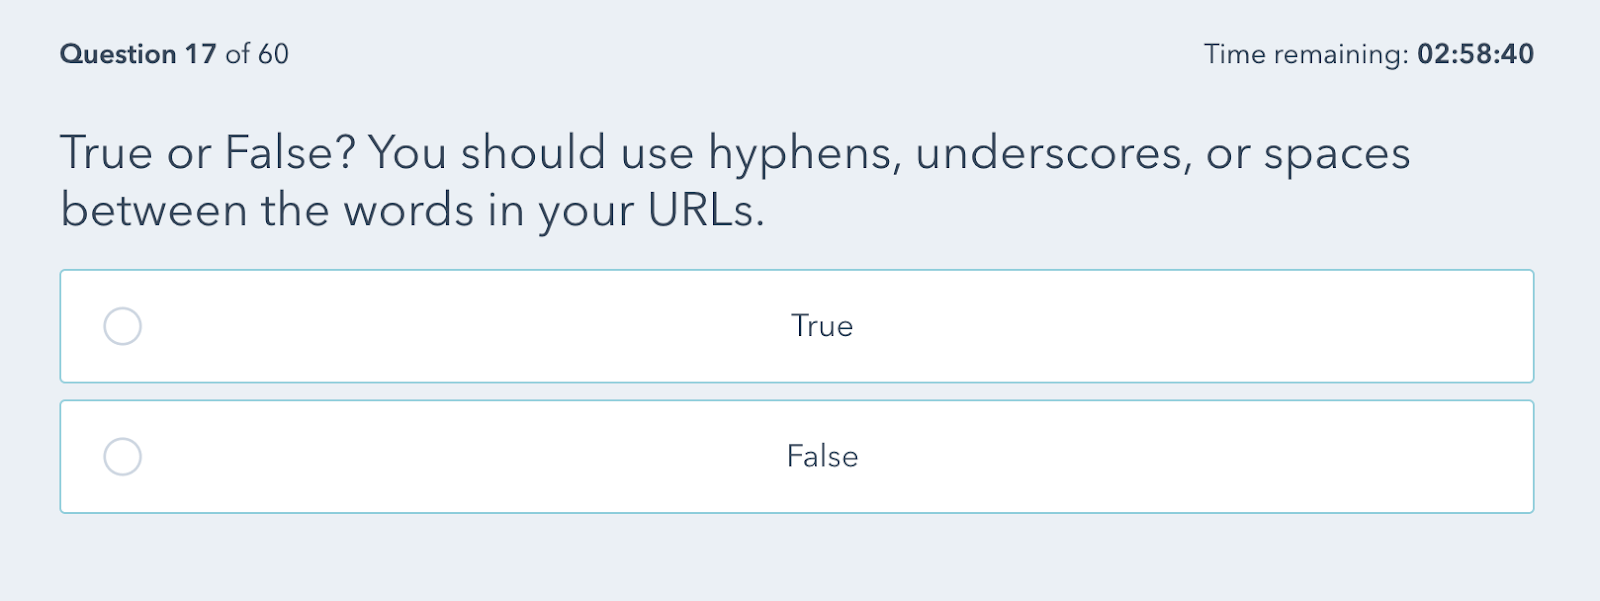 Question 17 of 60
Time remaining: 02:58:40
True or False? You should use hyphens, underscores, or spaces
between the words in your URLs.
True
False